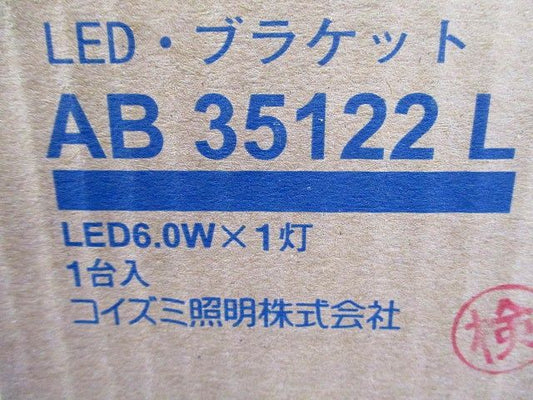 LED・ブラケット
AB 35122 L
LED6.0W×1灯
1台入
コイズミ照明株式会社
検